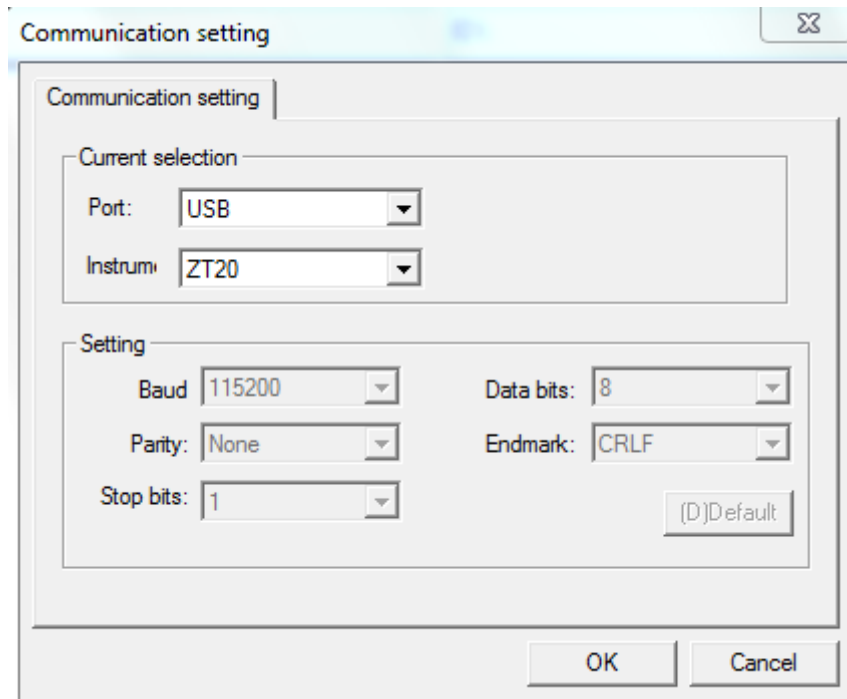 Communication setting
Communication setting
Current selection
Port: USB
Instrum ZT20
Setting
Baud 115200 Data bits: 8
Parity: None Endmark: CRLF
Stop bits: 1
(D)Default
OK Cancel